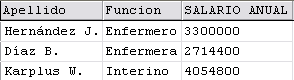 Apellido Funcion SALARIO ANUAL
Hernández J. Enfermero 3300000
Díaz B. Enfermera 2714400
Karplus W. Interino 4054800